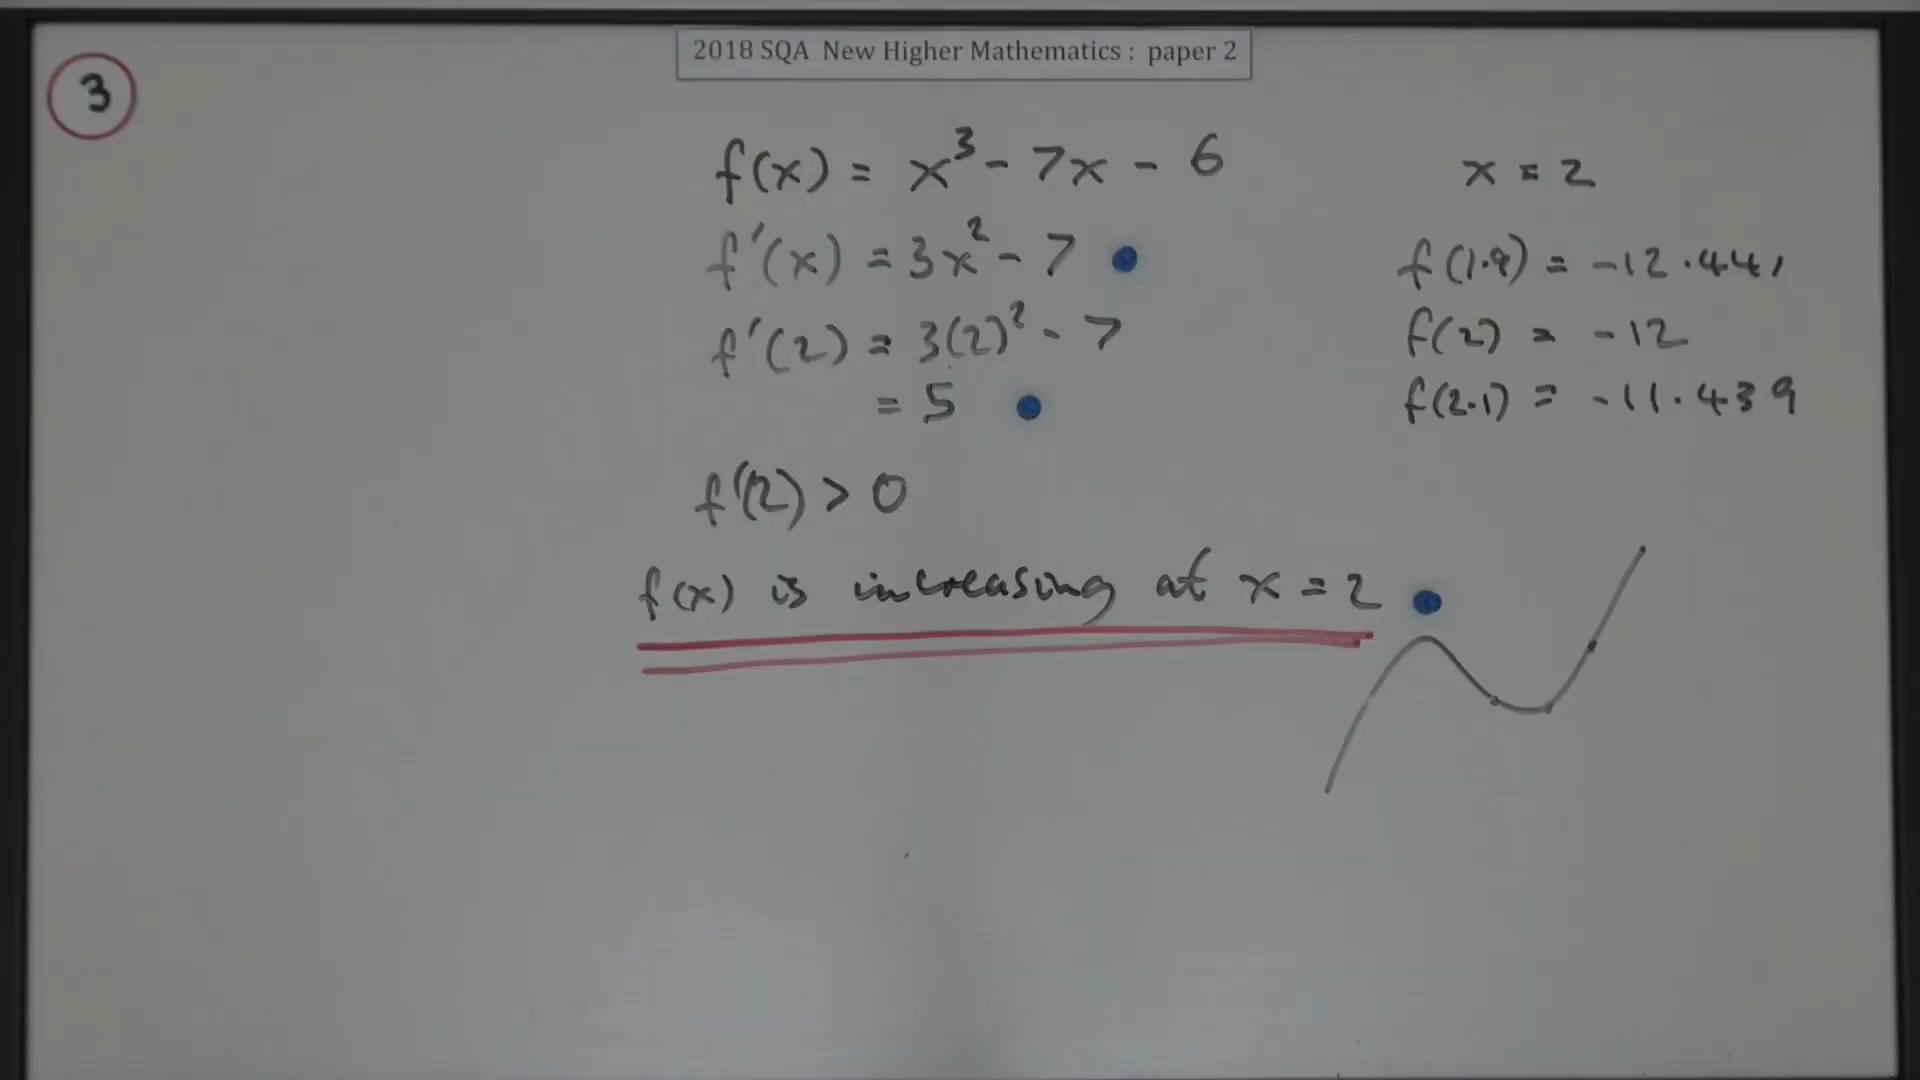 2018 SQA New Higher Mathematics : paper 2
3
f(x) = x³ - 7x - 6
f'(x) = 3x² - 7
f'(2) = 3(2)² - 7
= 5
f'(2) > 0
f(x) is increasing at x = 2
x = 2
f(1.9) = -12.441
f(2) = -12
f(2.1) = -11.439